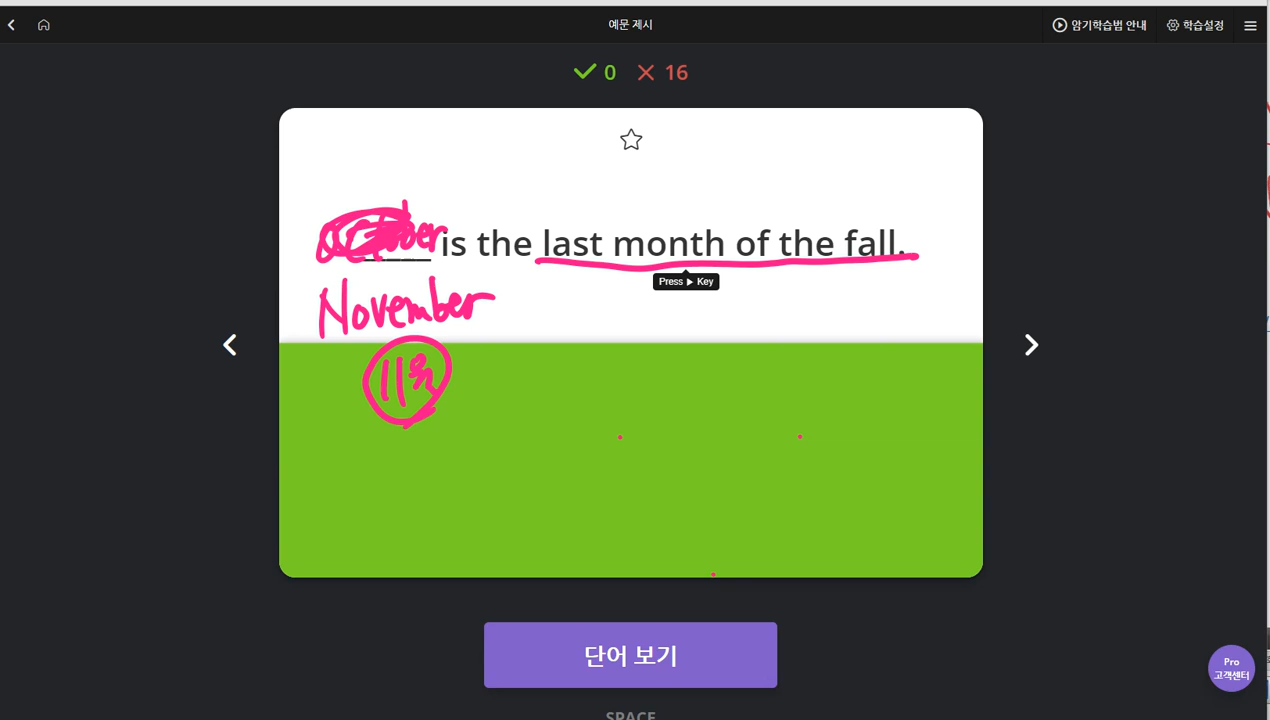 예문 제시
암기학습법 안내
학습설정
0 16
_____ is the last month of the fall.
Press ▶ Key
November
11월
단어 보기
SPACE
Pro
고객센터